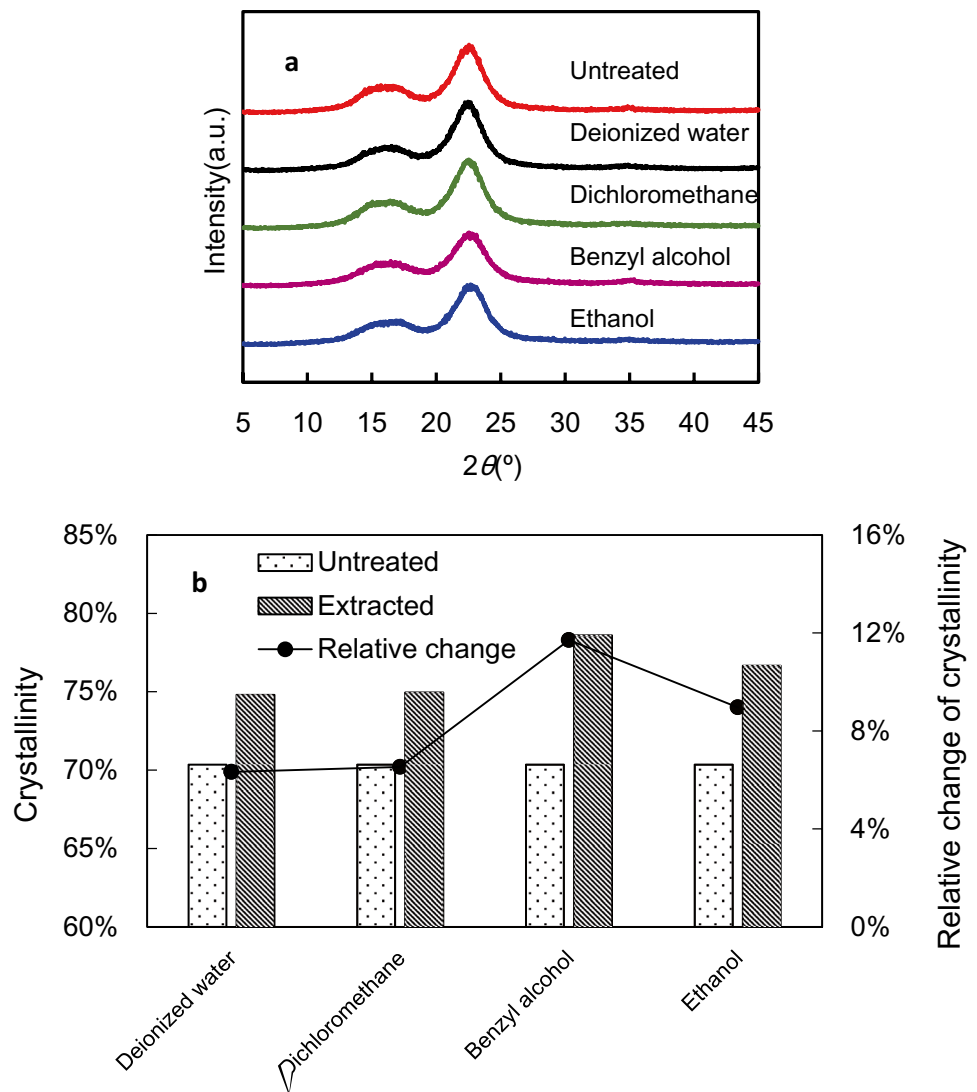 a
Untreated
Deionized water
Dichloromethane
Benzyl alcohol
Ethanol
Intensity(a.u.)
5 10 15 20 25 30 35 40 45
2θ(º)
b
Untreated
Extracted
Relative change
85%
80%
75%
70%
65%
60%
Crystallinity
16%
12%
8%
4%
0%
Relative change of crystallinity
Deionized water
Dichloromethane
Benzyl alcohol
Ethanol